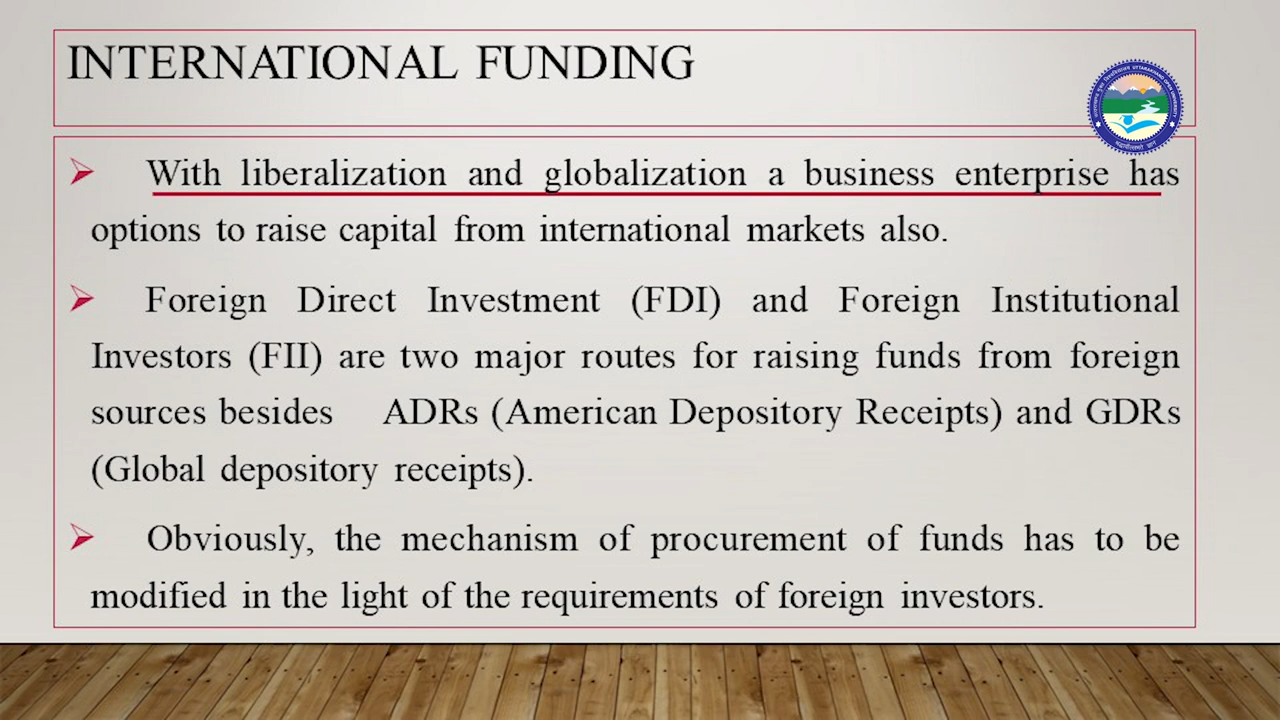 INTERNATIONAL FUNDING
➢ With liberalization and globalization a business enterprise has
options to raise capital from international markets also.
➢ Foreign Direct Investment (FDI) and Foreign Institutional
Investors (FII) are two major routes for raising funds from foreign
sources besides ADRs (American Depository Receipts) and GDRs
(Global depository receipts).
➢ Obviously, the mechanism of procurement of funds has to be
modified in the light of the requirements of foreign investors.